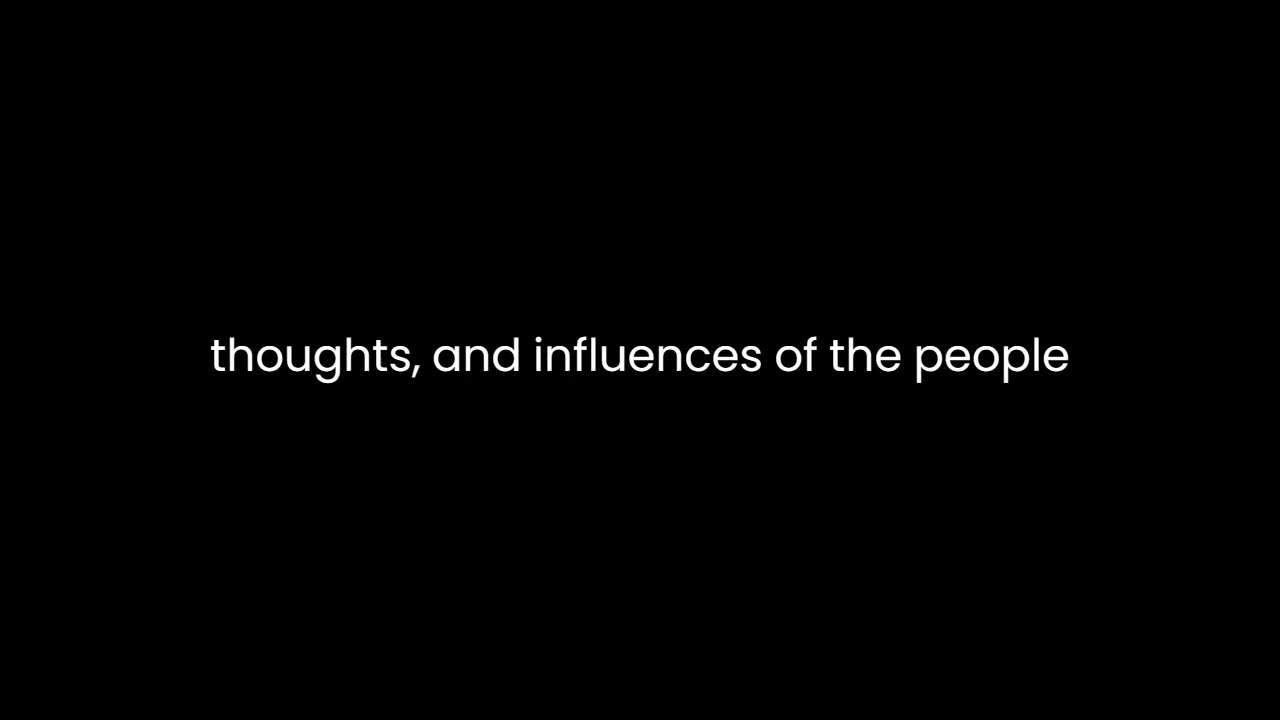 thoughts, and influences of the people